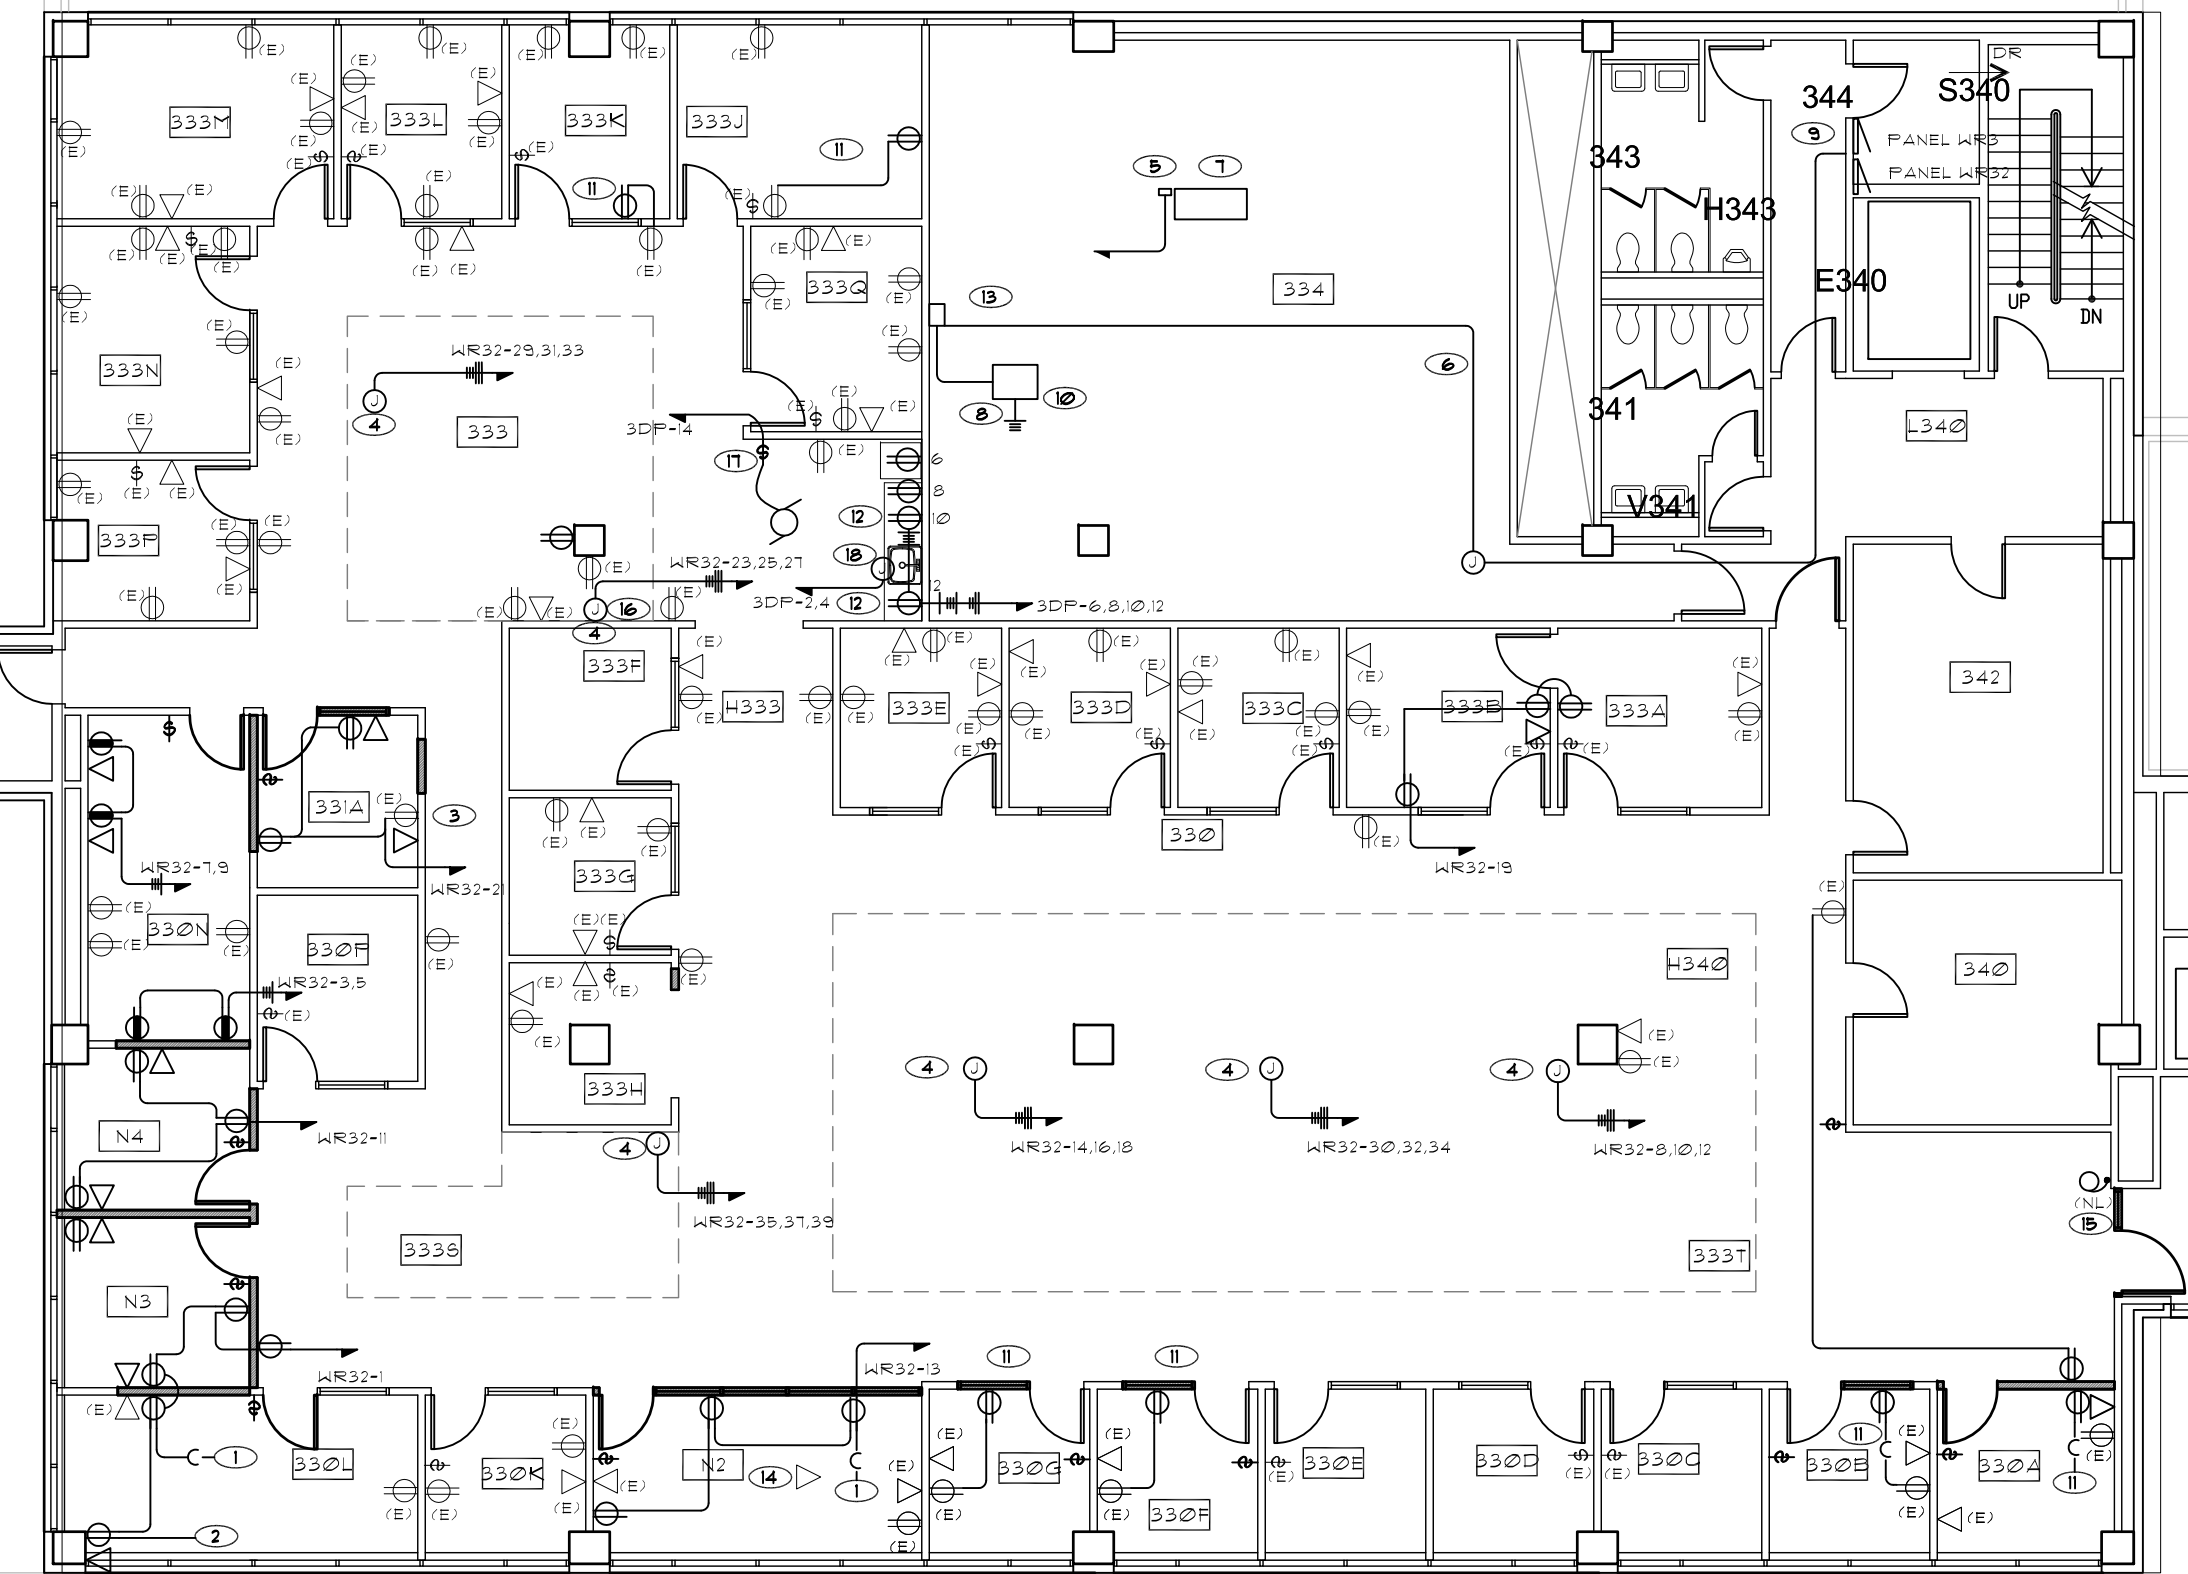 (E)
(E)
(E)
(E)
(E)
DR
(E)
(E)
(E)
S340
344
333M
333L
333K
333J
9
(E)
(E)
(E)
11
PANEL WR3
343
5
7
(E)
(E)
PANEL WR32
(E)
(E)
(E)
11
(E)
H343
(E)
(E)
(E)
(E)
(E)
(E)
(E)
E340
333Q
334
13
UP
(E)
(E)
DN
(E)
(E)
WR32-29,31,33
(E)
6
333N
J
10
8
4
(E)
(E)
341
(E)
(E)
333
3DP-14
L340
17
(E)
6
(E)
(E)
8
V341
(E)
(E)
12
10
333P
18
J
WR32-23,25,27
J
(E)
(E)
12
(E)
(E)
(E)
J
16
(E)
3DP-2,4
12
3DP-6,8,10,12
4
(E)
(E)
(E)
(E)
(E)
333F
(E)
(E)
(E)
(E)
(E)
342
H333
333E
333D
333C
333B
333A
(E)
(E)
(E)
(E)
(E)
(E)
(E)
(E)
(E)
(E)
(E)
(E)
(E)
331A
(E)
3
330
(E)
(E)
(E)
(E)
WR32-7,9
(E)
333G
WR32-19
WR32-21
(E)
(E)
(E)
(E)
(E)
330N
330P
(E)
(E)
(E)
H340
340
WR32-3,5
(E)
(E)
(E)
(E)
(E)
(E)
(E)
(E)
4
J
4
J
4
J
333H
N4
WR32-11
4
J
WR32-14,16,18
WR32-30,32,34
WR32-8,10,12
(NL)
WR32-35,37,39
15
333S
333T
N3
WR32-1
WR32-13
11
11
(E)
(E)
(E)
11
(E)
1
330L
330K
N2
14
330G
330E
330D
330C
330B
330A
(E)
(E)
(E)
(E)
(E)
(E)
(E)
1
11
(E)
(E)
(E)
(E)
(E)
330F
(E)
(E)
2
(E)